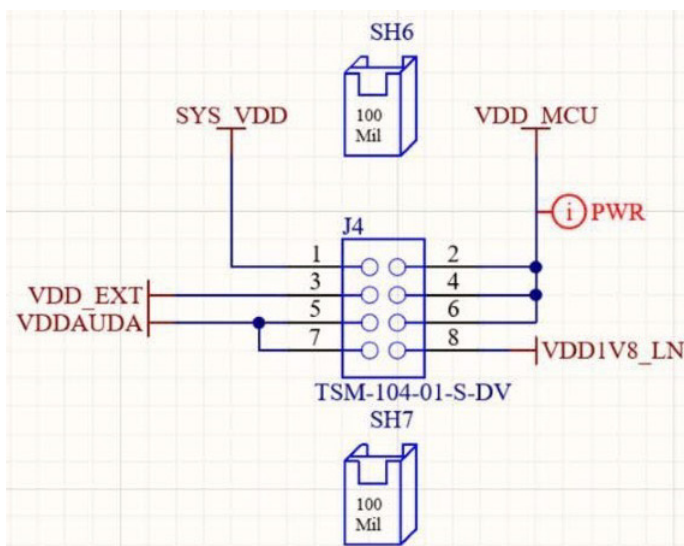 SH6
100
Mil
SYS_VDD
VDD_MCU
i PWR
J4
1 2
VDD_EXT 3 4
VDDAUDA 5 6
7 8
VDD1V8_LN
TSM-104-01-S-DV
SH7
100
Mil